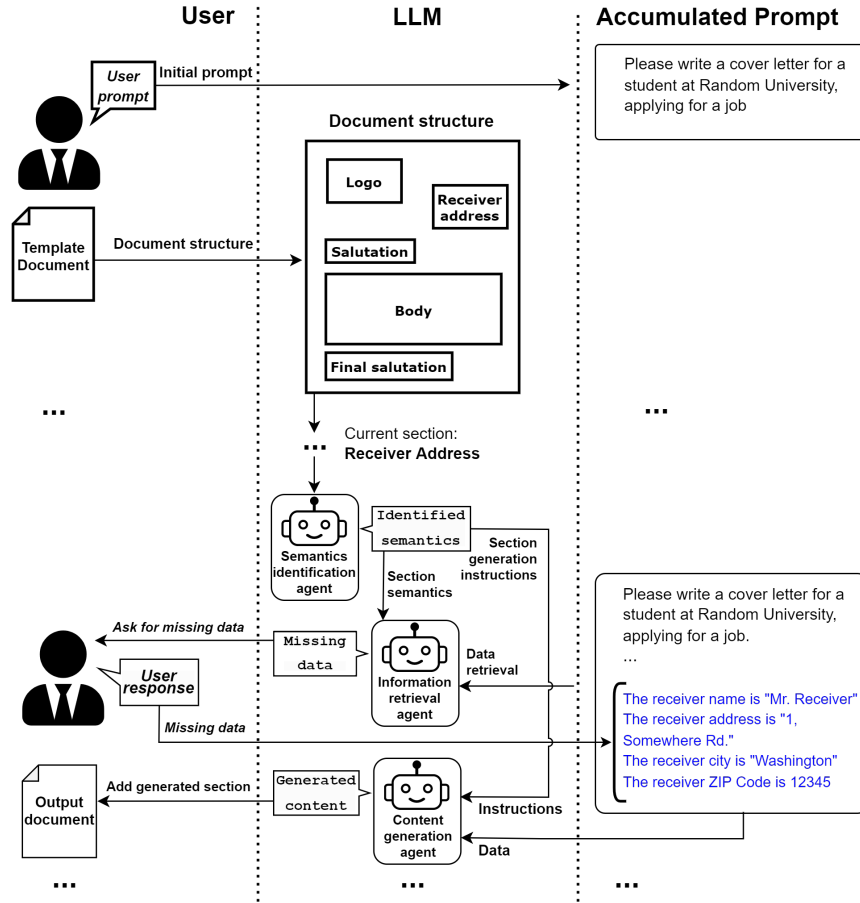 User
LLM
Accumulated Prompt
User
prompt
Initial prompt
Please write a cover letter for a
student at Random University,
applying for a job
Document structure
Logo
Receiver
address
Template
Document
Document structure
Salutation
Body
Final salutation
...
...
...
Current section:
Receiver Address
Identified
semantics
Semantics
identification
agent
Section
generation
instructions
Section
semantics
Please write a cover letter for a
student at Random University,
applying for a job.
...
Ask for missing data
Missing
data
User
response
Information
retrieval
agent
Data
retrieval
Missing data
The receiver name is "Mr. Receiver"
The receiver address is "1,
Somewhere Rd."
The receiver city is "Washington"
The receiver ZIP Code is 12345
Output
document
Add generated section
Generated
content
Content
generation
agent
Instructions
Data
...
...
...